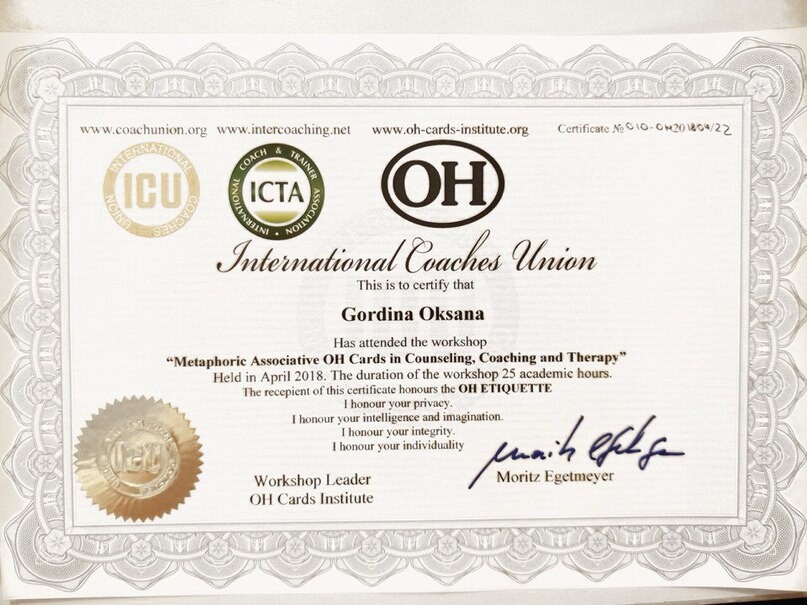 www.coachunion.org www.intercoaching.net www.oh-cards-institute.org Certificate № 010-OH201804/22
INTERNATIONAL COACHES UNION
ICU
INTERNATIONAL COACH & TRAINER ASSOCIATION
ICTA
OH
International Coaches Union
This is to certify that
Gordina Oksana
Has attended the workshop
“Metaphoric Associative OH Cards in Counseling, Coaching and Therapy”
Held in April 2018. The duration of the workshop 25 academic hours.
The recepient of this certificate honours the OH ETIQUETTE
I honour your privacy.
I honour your intelligence and imagination.
I honour your integrity.
I honour your individuality
Workshop Leader
OH Cards Institute
Moritz Egetmeyer